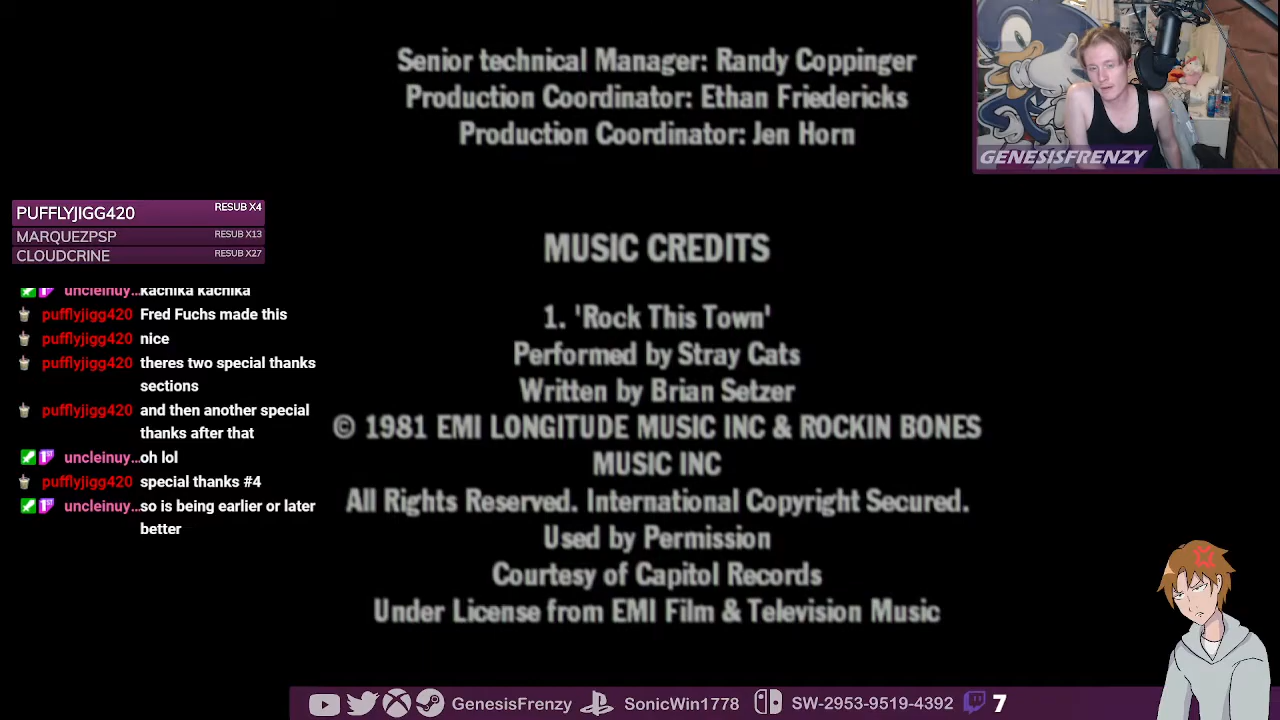 Senior technical Manager: Randy Coppinger
Production Coordinator: Ethan Friedericks
Production Coordinator: Jen Horn
GENESISFRENZY
PUFFLYJIGG420 RESUB X4
MARQUEZPSP RESUB X13
CLOUDCRINE RESUB X27
uncleinuy... kachika kachika
pufflyjigg420 Fred Fuchs made this
pufflyjigg420 nice
pufflyjigg420 theres two special thanks
sections
pufflyjigg420 and then another special
thanks after that
uncleinuy... oh lol
pufflyjigg420 special thanks #4
uncleinuy... so is being earlier or later
better
MUSIC CREDITS
1. 'Rock This Town'
Performed by Stray Cats
Written by Brian Setzer
© 1981 EMI LONGITUDE MUSIC INC & ROCKIN BONES
MUSIC INC
All Rights Reserved. International Copyright Secured.
Used by Permission
Courtesy of Capitol Records
Under License from EMI Film & Television Music
GenesisFrenzy SonicWin1778 SW-2953-9519-4392 7